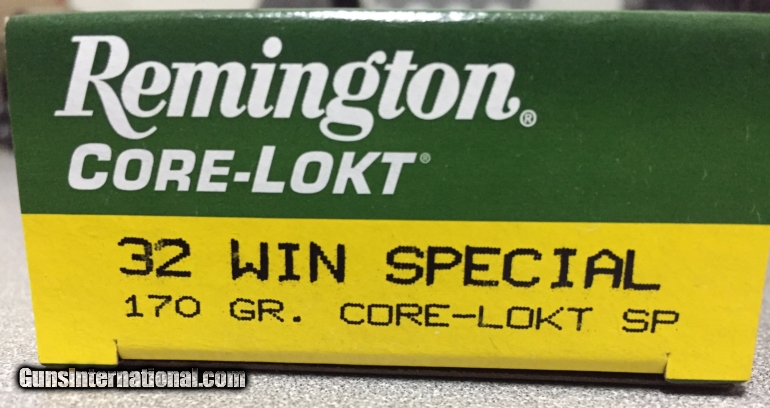 Remington®
CORE-LOKT®
32 WIN SPECIAL
170 GR. CORE-LOKT SP
GunsInternational.com